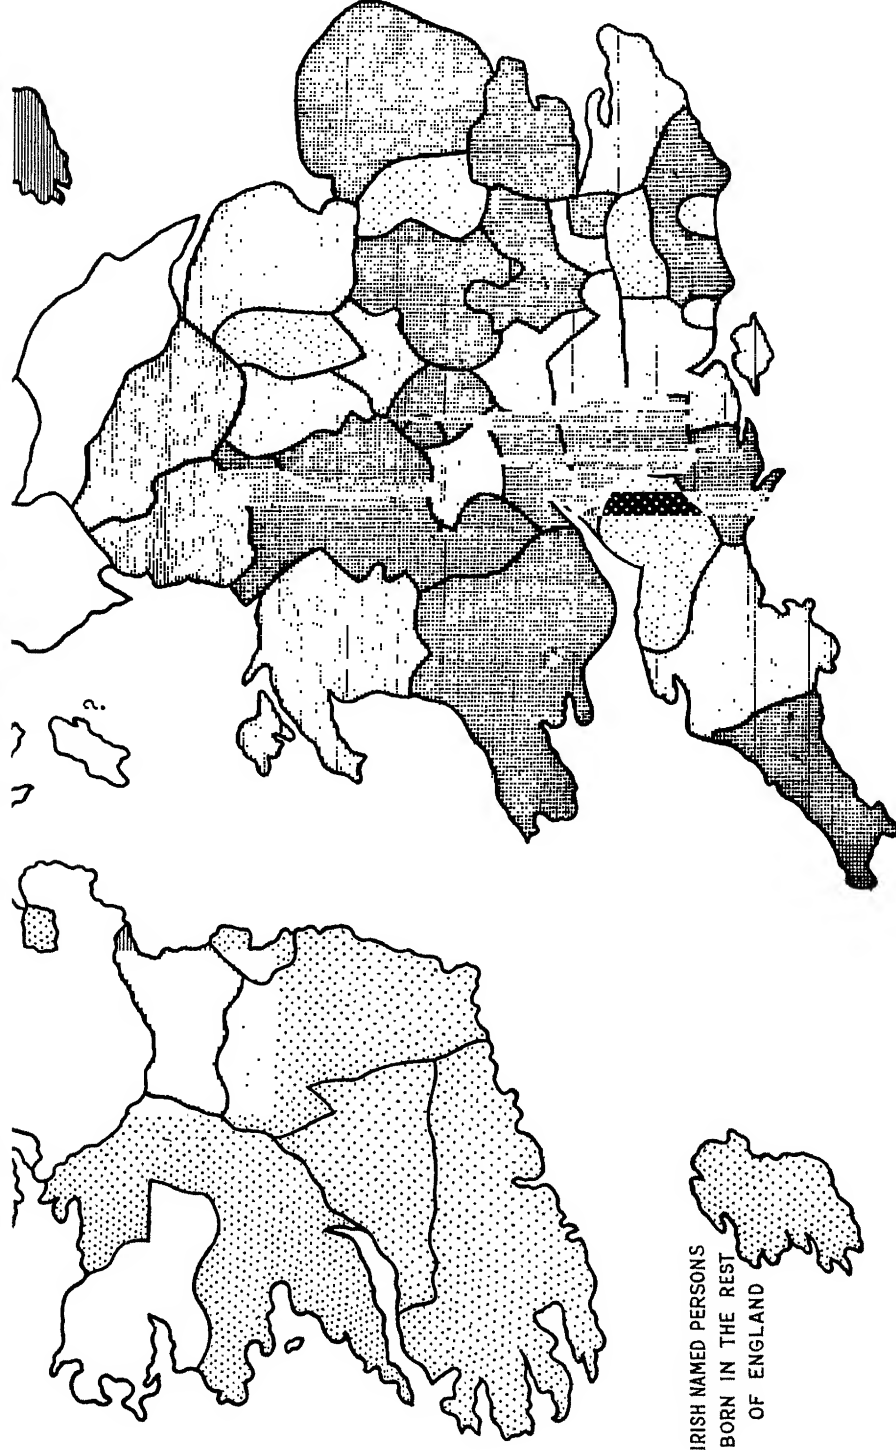 ?
IRISH NAMED PERSONS
BORN IN THE REST
OF ENGLAND